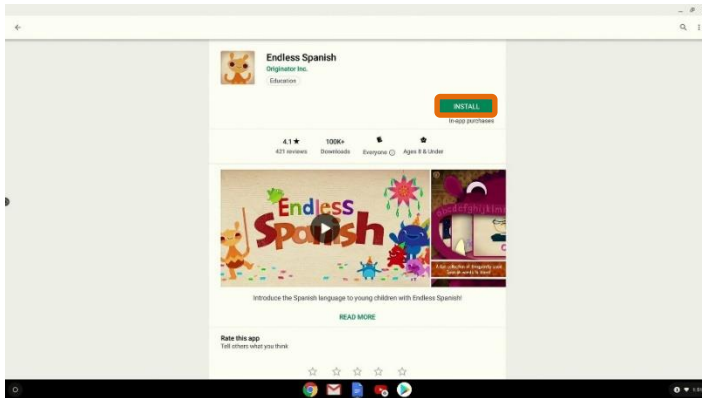 Endless Spanish
Originator Inc.
Education
INSTALL
In-app purchases
4.1★
421 reviews
100K+
Downloads
Everyone
Ages 8 & Under
Endless
Spanish
Introduce the Spanish language to young children with Endless Spanish!
READ MORE
Rate this app
Tell others what you think.